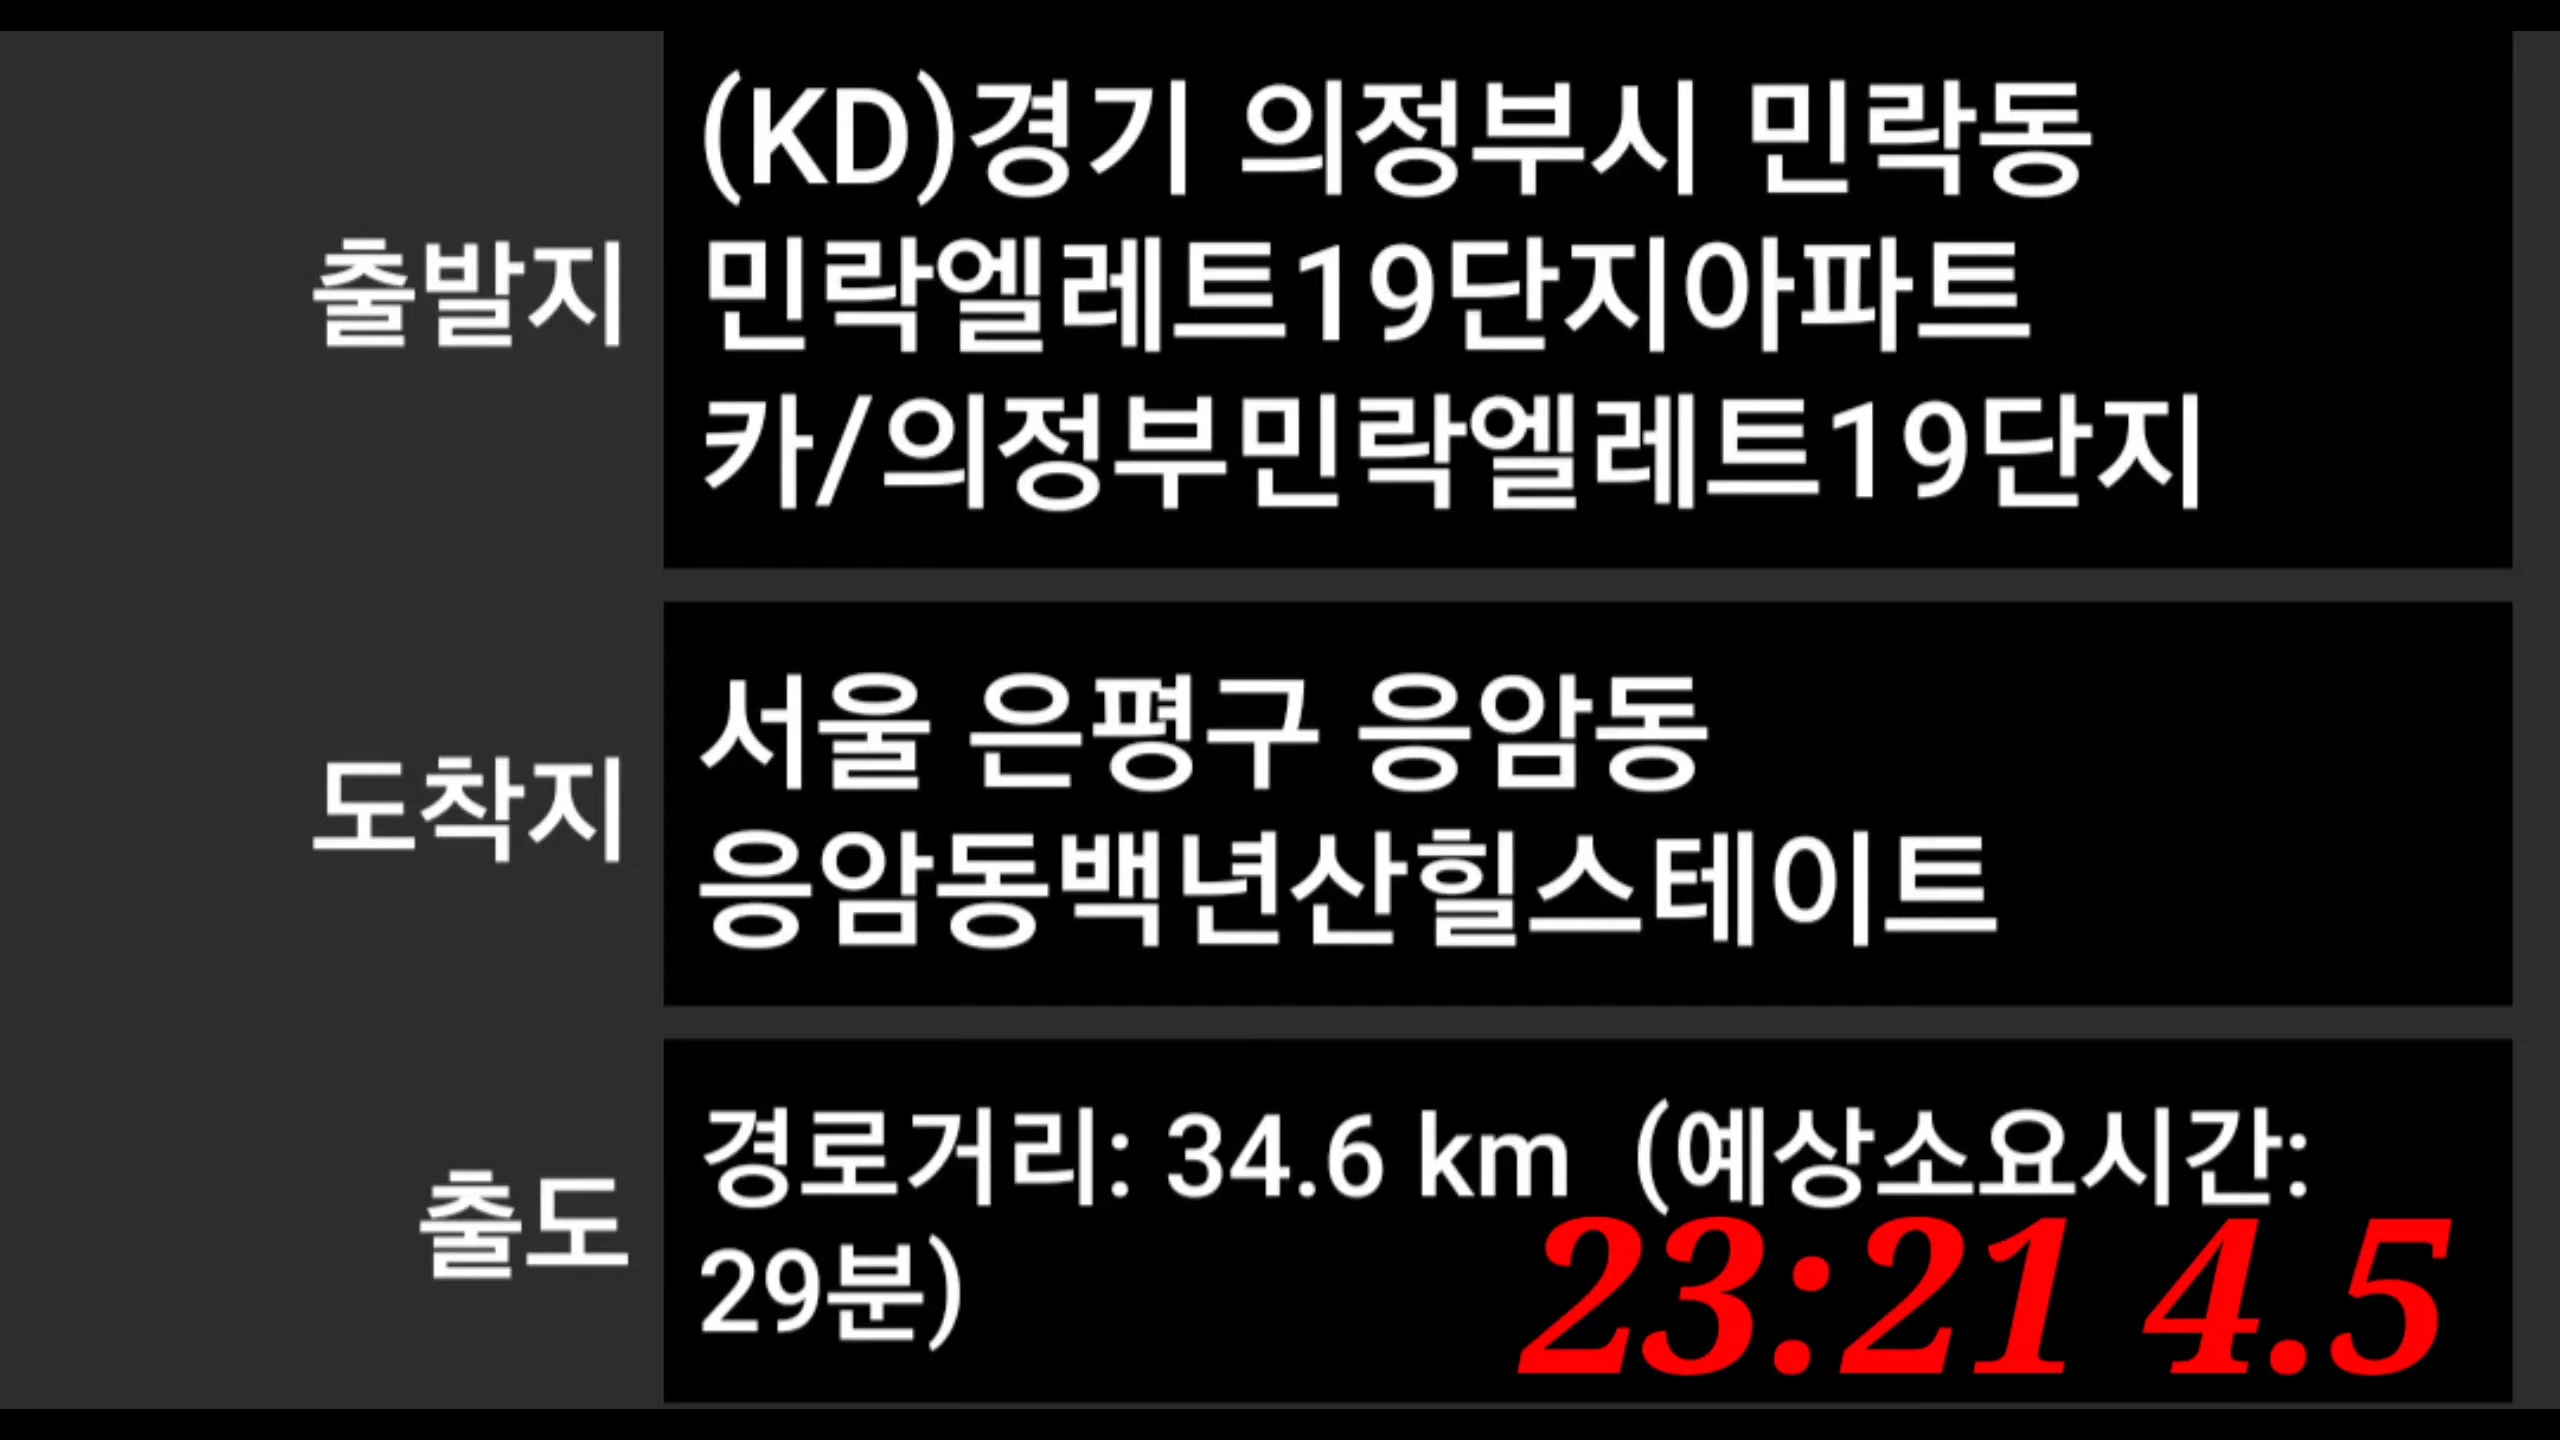 출발지
(KD)경기 의정부시 민락동
민락엘레트19단지아파트
카/의정부민락엘레트19단지
도착지
서울 은평구 응암동
응암동백년산힐스테이트
출도
경로거리: 34.6 km (예상소요시간:
29분)
23:21 4.5